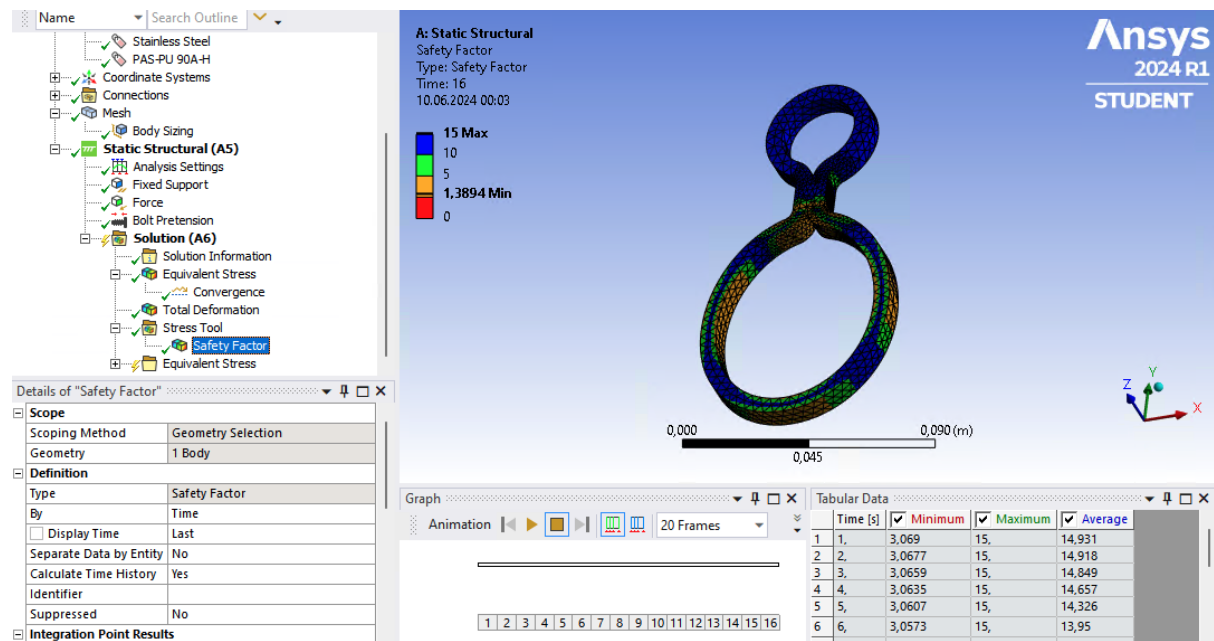 Name
Search Outline
Stainless Steel
PAS-PU 90A-H
Coordinate Systems
Connections
Mesh
Body Sizing
Static Structural (A5)
Analysis Settings
Fixed Support
Force
Bolt Pretension
Solution (A6)
Solution Information
Equivalent Stress
Convergence
Total Deformation
Stress Tool
Safety Factor
Equivalent Stress
Details of "Safety Factor"
Scope
Scoping Method Geometry Selection
Geometry 1 Body
Definition
Type Safety Factor
By Time
Display Time Last
Separate Data by Entity No
Calculate Time History Yes
Identifier
Suppressed No
Integration Point Results
A: Static Structural
Safety Factor
Type: Safety Factor
Time: 16
10.06.2024 00:03
15 Max
10
5
1,3894 Min
0
Ansys
2024 R1
STUDENT
0,000 0,090 (m)
0,045
Y
Z
X
Graph
Animation 20 Frames
1 2 3 4 5 6 7 8 9 10 11 12 13 14 15 16
Tabular Data
Time [s] Minimum Maximum Average
1 1, 3,069 15, 14,931
2 2, 3,0677 15, 14,918
3 3, 3,0659 15, 14,849
4 4, 3,0635 15, 14,657
5 5, 3,0607 15, 14,326
6 6, 3,0573 15, 13,95